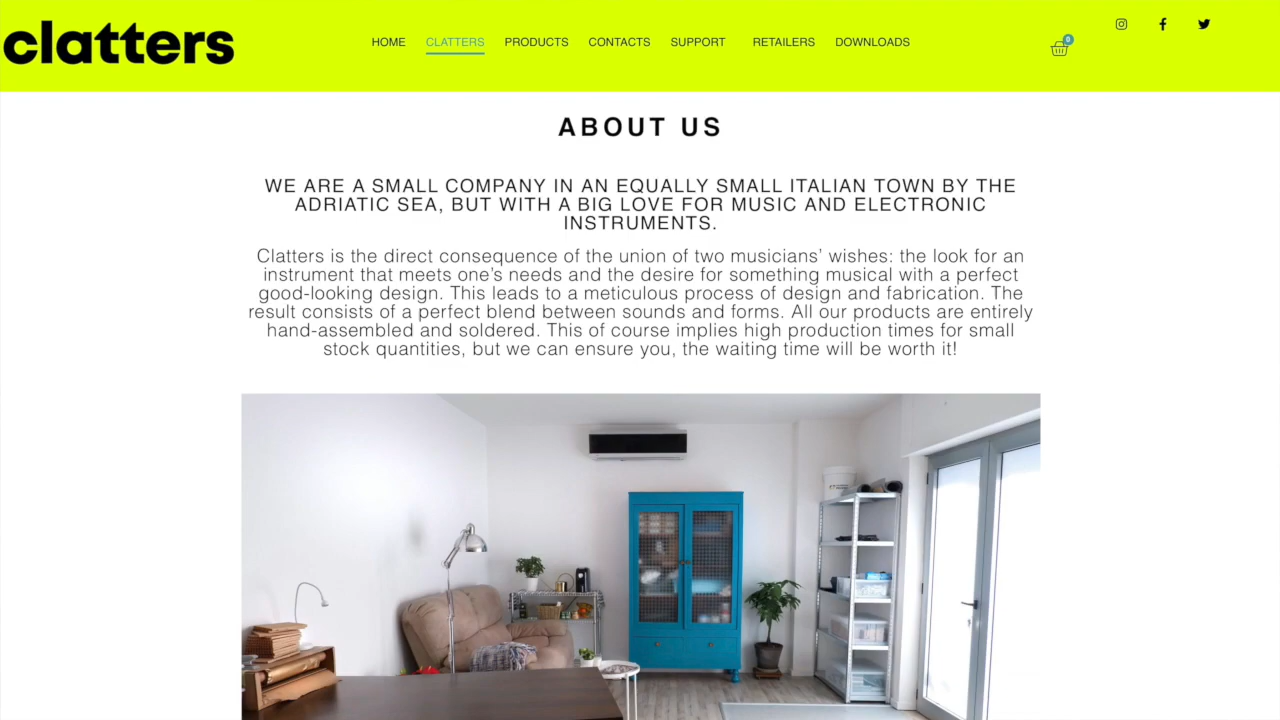 clatters
HOME CLATTERS PRODUCTS CONTACTS SUPPORT RETAILERS DOWNLOADS
0
ABOUT US
WE ARE A SMALL COMPANY IN AN EQUALLY SMALL ITALIAN TOWN BY THE
ADRIATIC SEA, BUT WITH A BIG LOVE FOR MUSIC AND ELECTRONIC
INSTRUMENTS.
Clatters is the direct consequence of the union of two musicians’ wishes: the look for an
instrument that meets one’s needs and the desire for something musical with a perfect
good-looking design. This leads to a meticulous process of design and fabrication. The
result consists of a perfect blend between sounds and forms. All our products are entirely
hand-assembled and soldered. This of course implies high production times for small
stock quantities, but we can ensure you, the waiting time will be worth it!